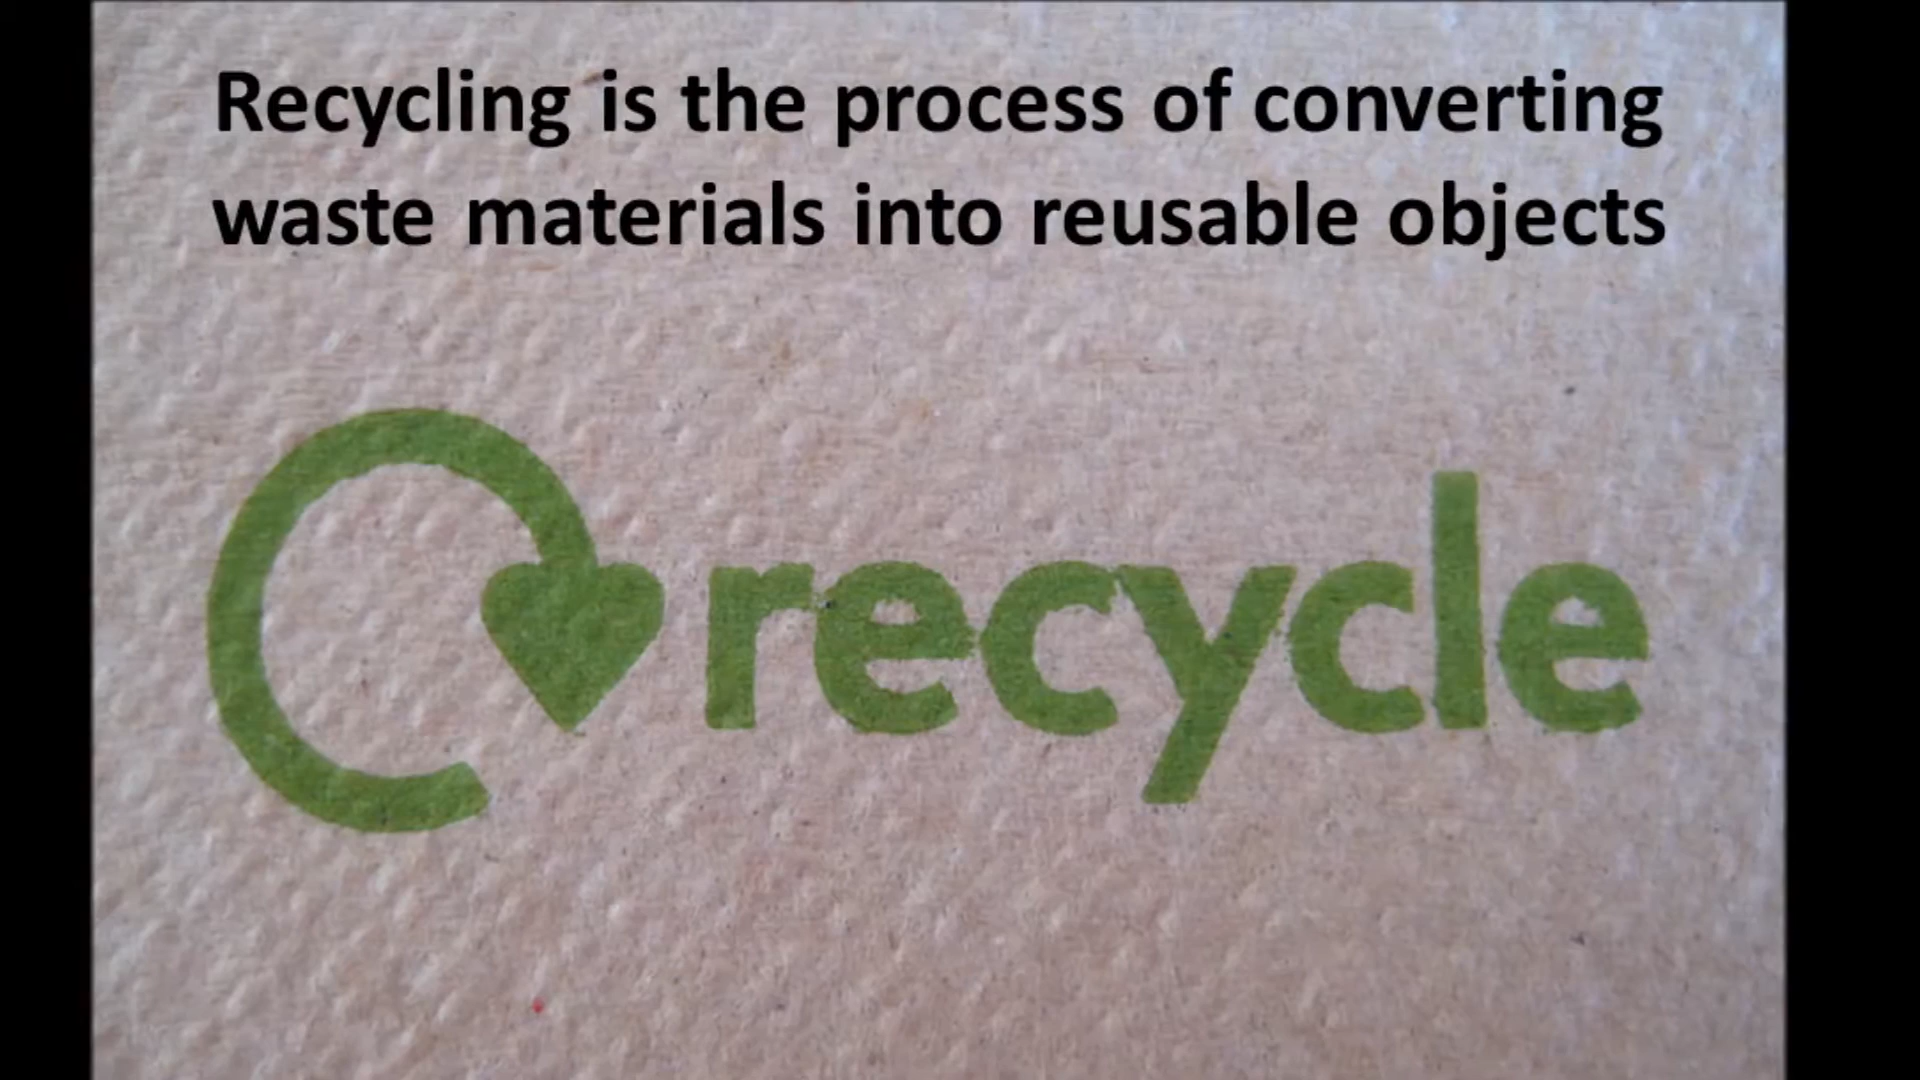 Recycling is the process of converting
waste materials into reusable objects
recycle